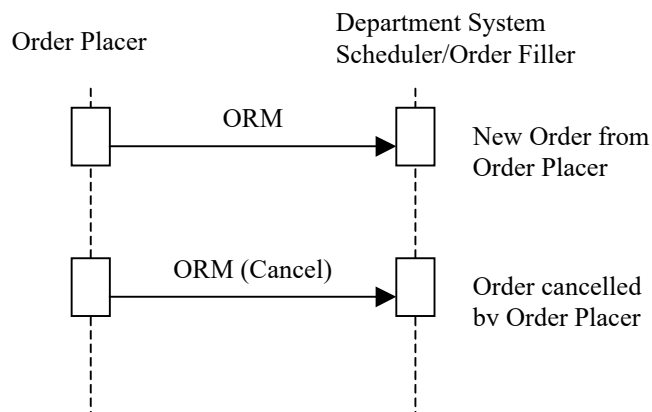 Order Placer
Department System
Scheduler/Order Filler
ORM
New Order from
Order Placer
ORM (Cancel)
Order cancelled
by Order Placer